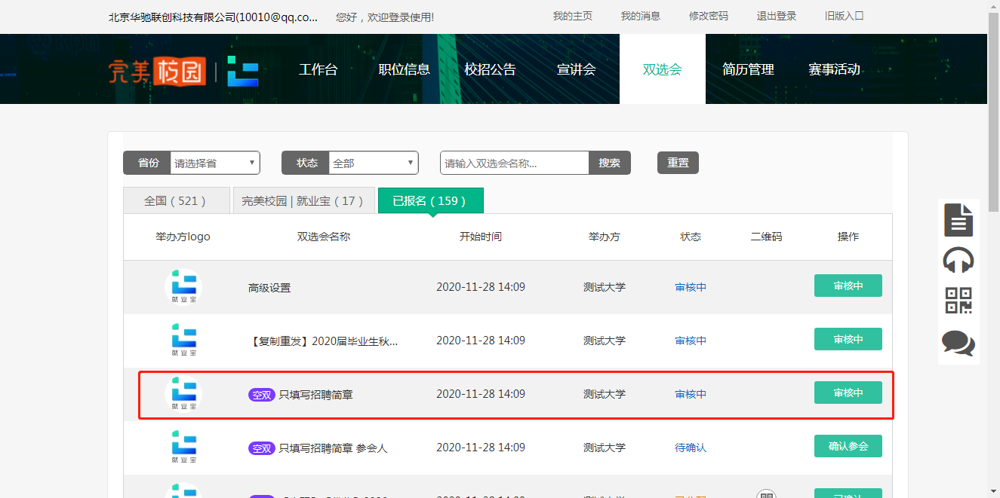 北京华驰联创科技有限公司(10010@qq.co... 您好，欢迎登录使用! 我的主页 我的消息 修改密码 退出登录 旧版入口
完美校园 工作台 职位信息 校招公告 宣讲会 双选会 简历管理 赛事活动
省份 请选择省 状态 全部 请输入双选会名称... 搜索 重置
全国 ( 521 ) 完美校园 | 就业宝 ( 17 ) 已报名 ( 159 )
举办方logo 双选会名称 开始时间 举办方 状态 二维码 操作
就业宝 高级设置 2020-11-28 14:09 测试大学 审核中 审核中
就业宝 【复制重发】2020届毕业生秋... 2020-11-28 14:09 测试大学 审核中 审核中
就业宝 空双 只填写招聘简章 2020-11-28 14:09 测试大学 审核中 审核中
就业宝 空双 只填写招聘简章 参会人 2020-11-28 14:09 测试大学 待确认 确认参会